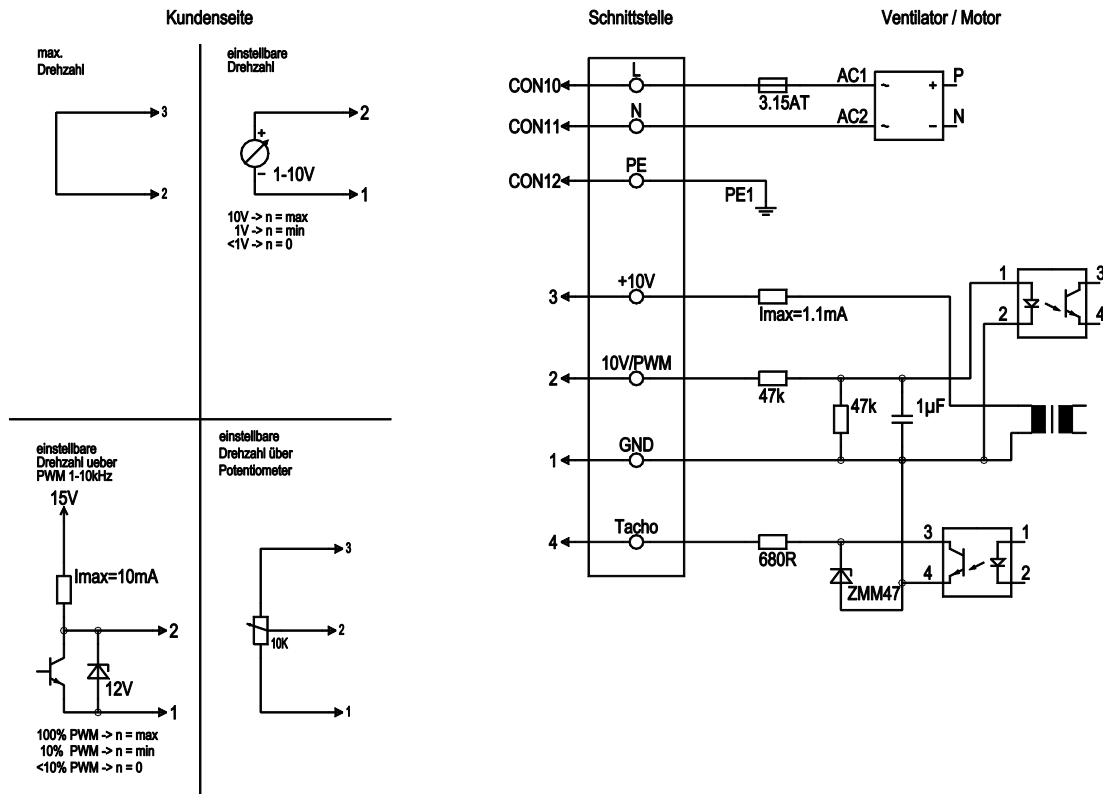 Kundenseite
Schnittstelle
Ventilator / Motor
max.
Drehzahl
3
2
einstellbare
Drehzahl
2
+
− 1-10V
1
10V -> n = max
1V -> n = min
<1V -> n = 0
einstellbare
Drehzahl ueber
PWM 1-10kHz
15V
Imax=10mA
2
12V
1
100% PWM -> n = max
10% PWM -> n = min
<10% PWM -> n = 0
einstellbare
Drehzahl über
Potentiometer
3
2
10K
1
CON10
L
3.15AT
AC1
~
+
P
CON11
N
AC2
~
−
N
CON12
PE
PE1
3
+10V
Imax=1.1mA
1
2
3
4
2
10V/PWM
47k
47k
1µF
1
GND
4
Tacho
680R
ZMM47
3
4
1
2